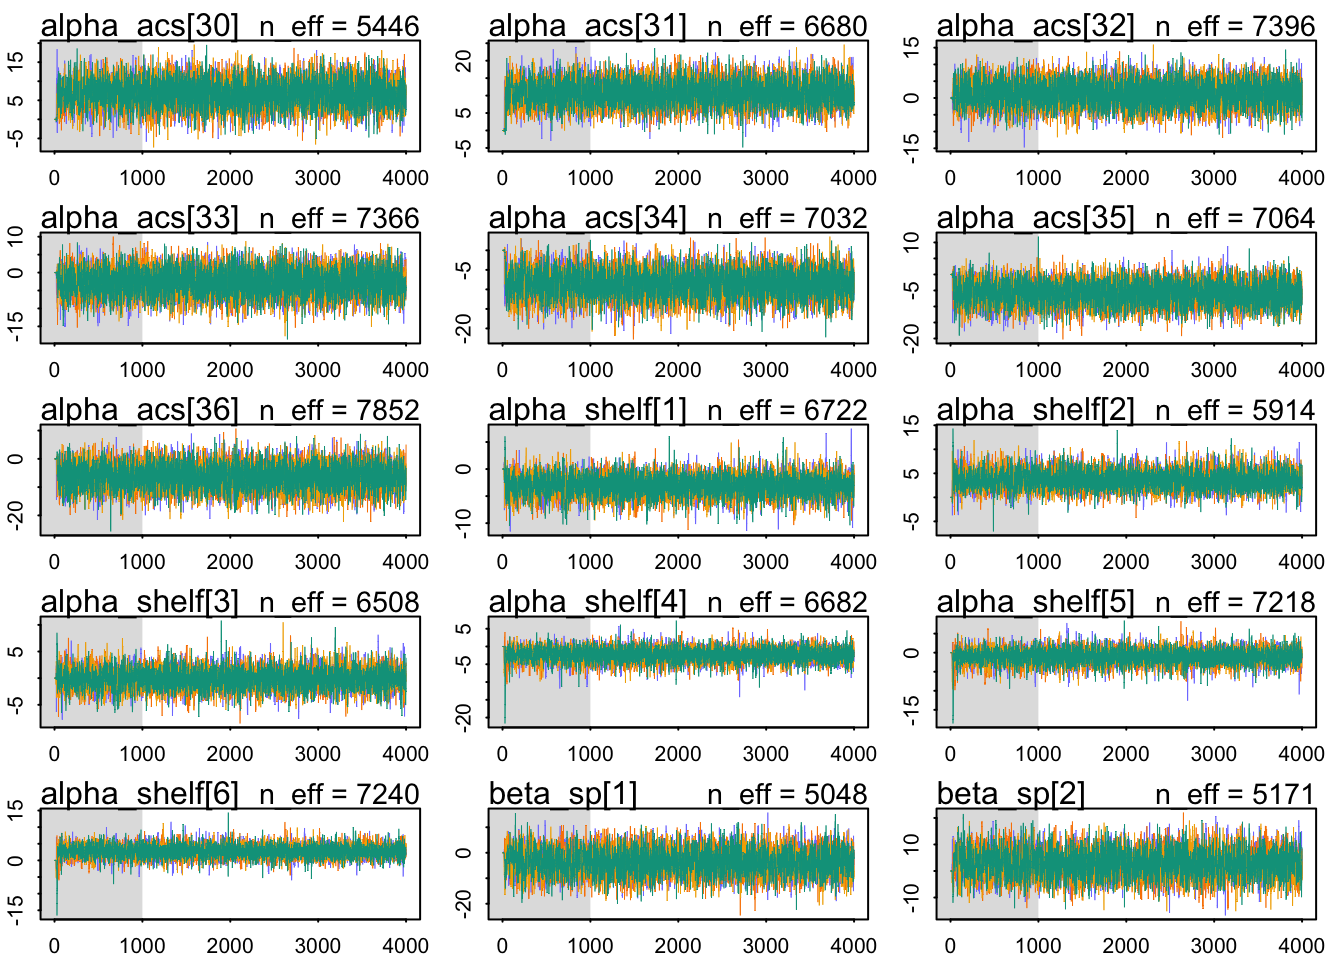 alpha_acs[30] n_eff = 5446 alpha_acs[31] n_eff = 6680 alpha_acs[32] n_eff = 7396
15 5 -5 20 5 -5 15 0 -15
0 1000 2000 3000 4000 0 1000 2000 3000 4000 0 1000 2000 3000 4000
alpha_acs[33] n_eff = 7366 alpha_acs[34] n_eff = 7032 alpha_acs[35] n_eff = 7064
10 0 -15 -5 -20 10 -5 -20
0 1000 2000 3000 4000 0 1000 2000 3000 4000 0 1000 2000 3000 4000
alpha_acs[36] n_eff = 7852 alpha_shelf[1] n_eff = 6722 alpha_shelf[2] n_eff = 5914
0 -20 0 -10 15 5 -5
0 1000 2000 3000 4000 0 1000 2000 3000 4000 0 1000 2000 3000 4000
alpha_shelf[3] n_eff = 6508 alpha_shelf[4] n_eff = 6682 alpha_shelf[5] n_eff = 7218
5 -5 5 -5 -20 0 -15
0 1000 2000 3000 4000 0 1000 2000 3000 4000 0 1000 2000 3000 4000
alpha_shelf[6] n_eff = 7240 beta_sp[1] n_eff = 5048 beta_sp[2] n_eff = 5171
15 0 -15 0 -20 10 -10
0 1000 2000 3000 4000 0 1000 2000 3000 4000 0 1000 2000 3000 4000